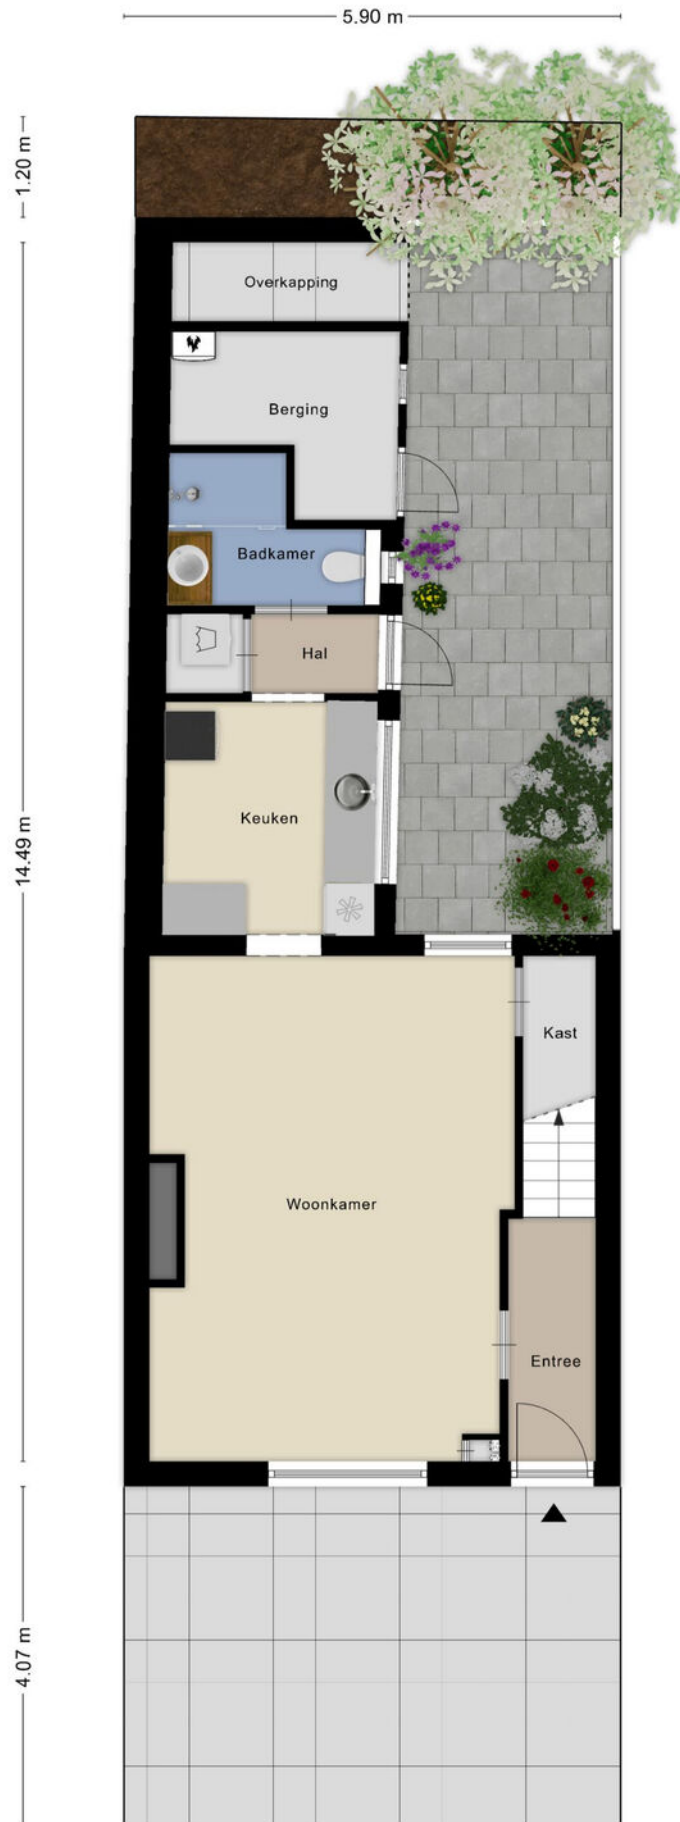 5.90 m
1.20 m
Overkapping
Berging
Badkamer
Hal
Keuken
14.49 m
Kast
Woonkamer
Entree
4.07 m